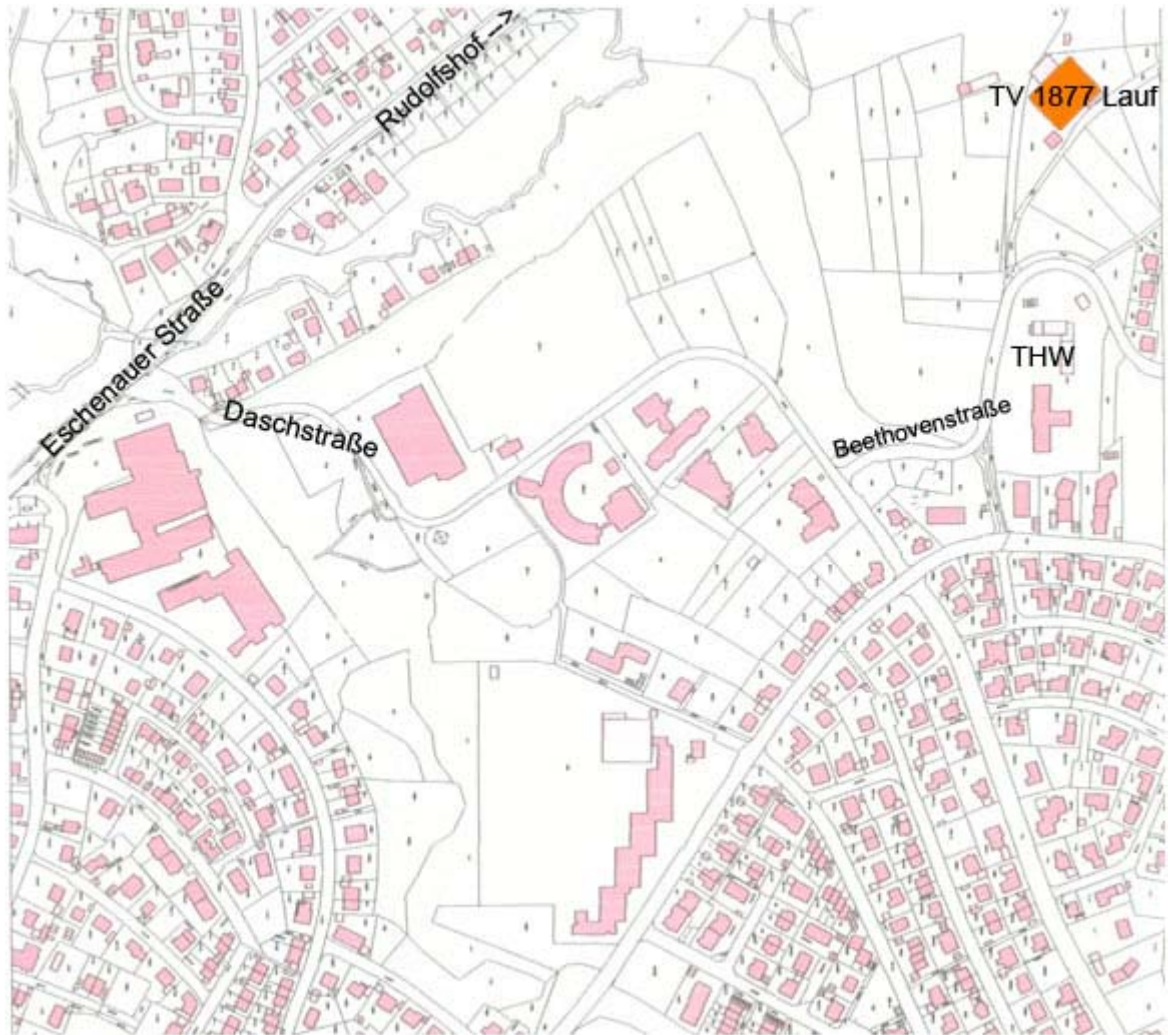 Rudolfshof -->
TV 1877 Lauf
Eschenauer Straße
THW
Daschstraße
Beethovenstraße